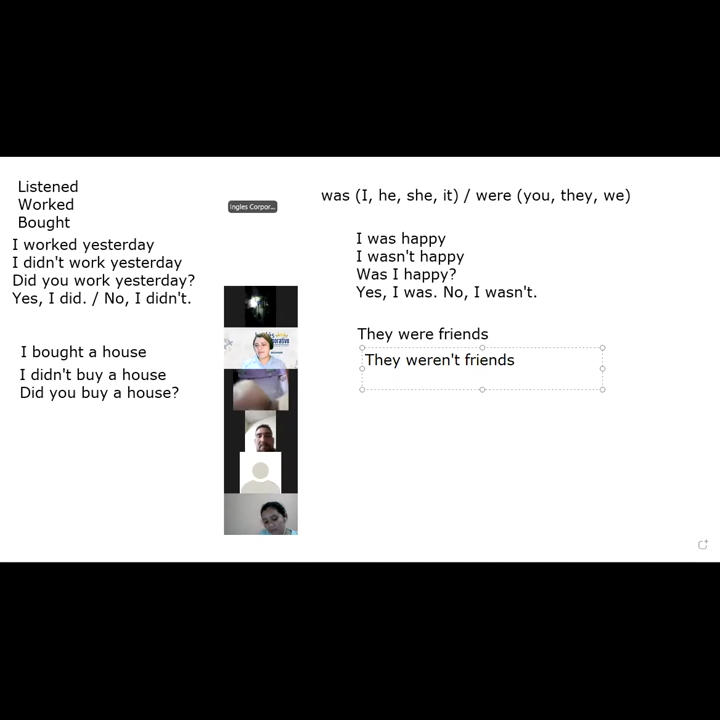 Listened
Worked
Bought
I worked yesterday
I didn't work yesterday
Did you work yesterday?
Yes, I did. / No, I didn't.
I bought a house
I didn't buy a house
Did you buy a house?
Ingles Corpor...
was (I, he, she, it) / were (you, they, we)
I was happy
I wasn't happy
Was I happy?
Yes, I was. No, I wasn't.
They were friends
They weren't friends